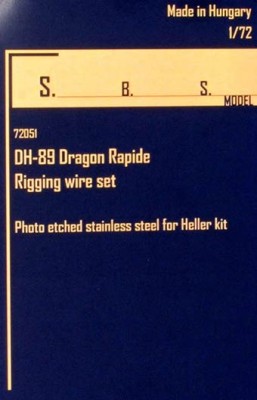 Made in Hungary
1/72
S. B. S.
MODEL
72051
DH-89 Dragon Rapide
Rigging wire set
Photo etched stainless steel for Heller kit